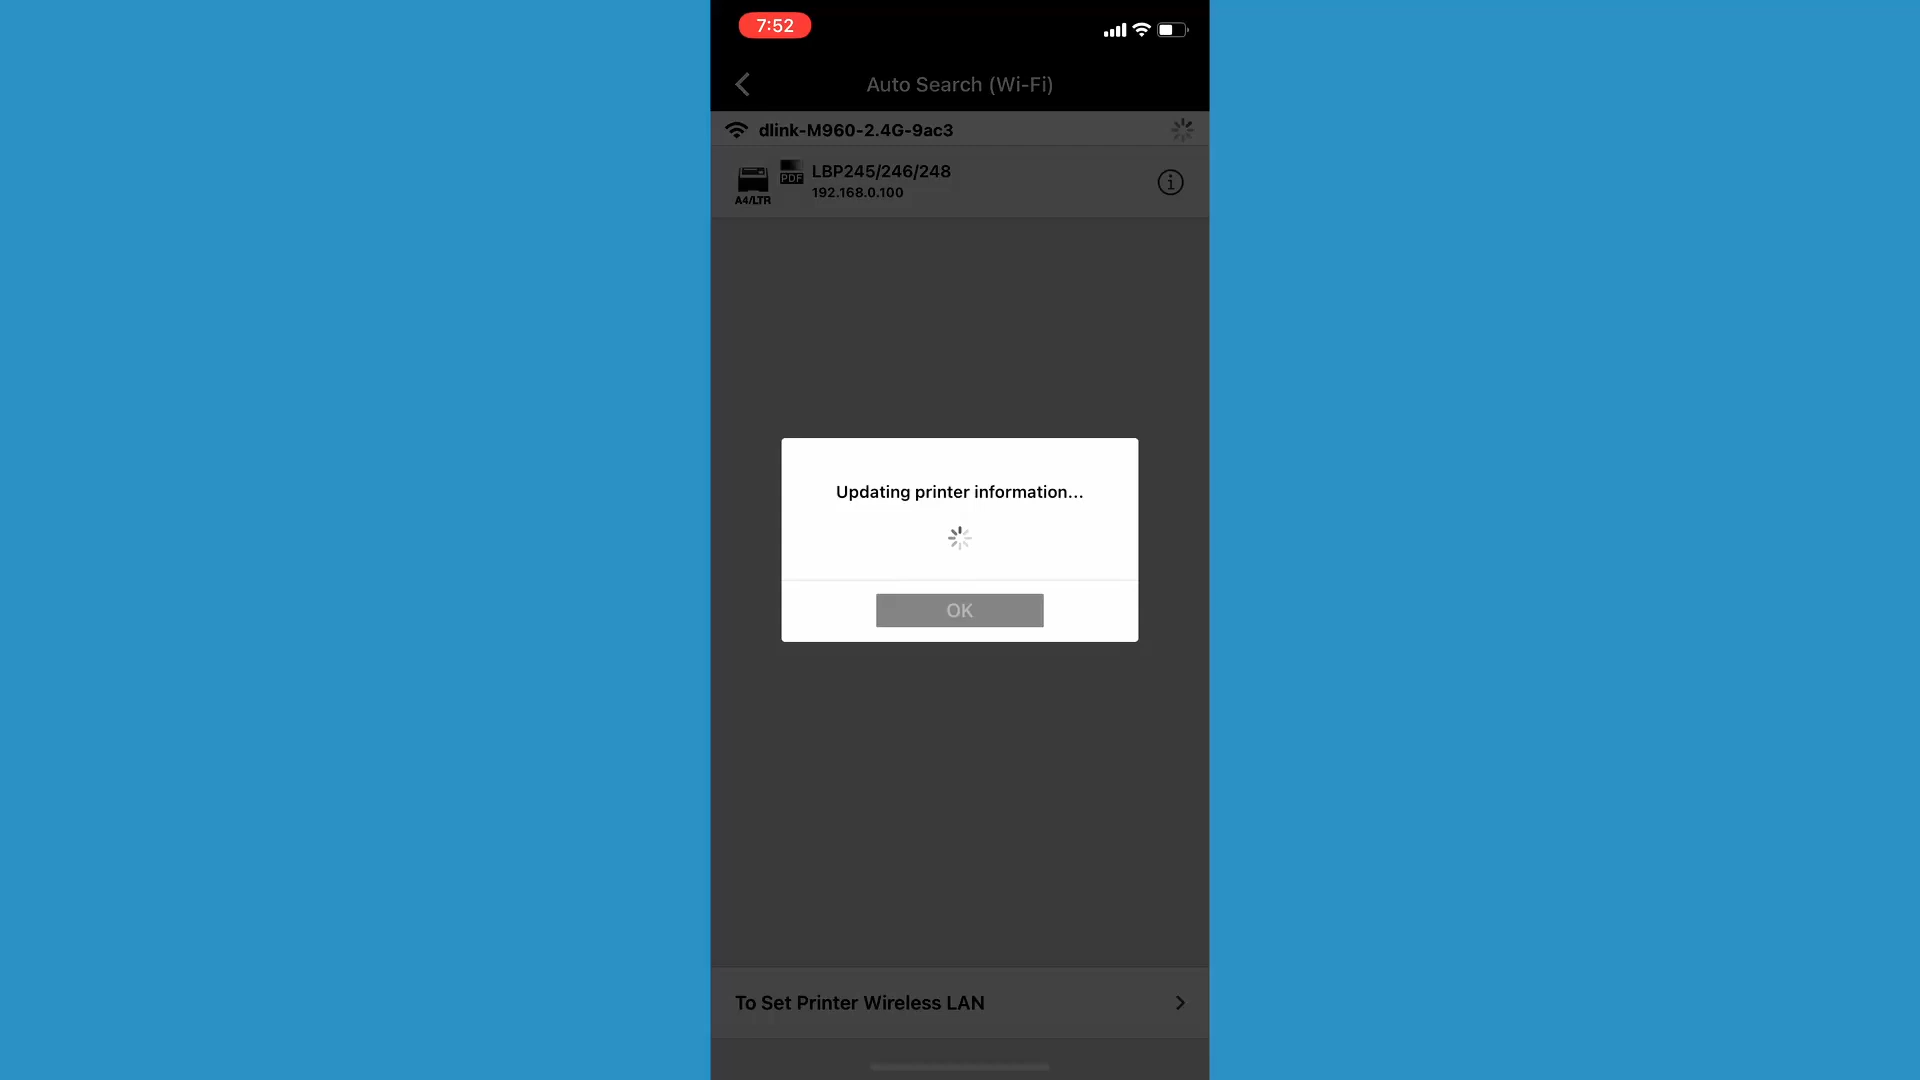 7:52
Auto Search (Wi-Fi)
dlink-M960-2.4G-9ac3
PDF
LBP245/246/248
192.168.0.100
A4/LTR
Updating printer information...
OK
To Set Printer Wireless LAN